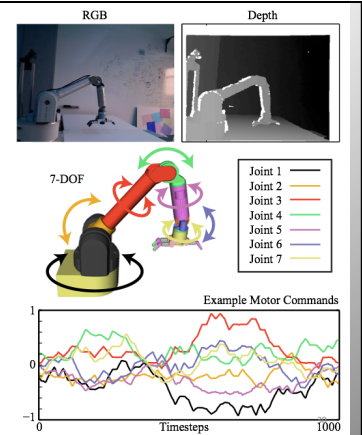 RGB
Depth
7-DOF
Joint 1
Joint 2
Joint 3
Joint 4
Joint 5
Joint 6
Joint 7
Example Motor Commands
1
0
−1
0
Timesteps
1000